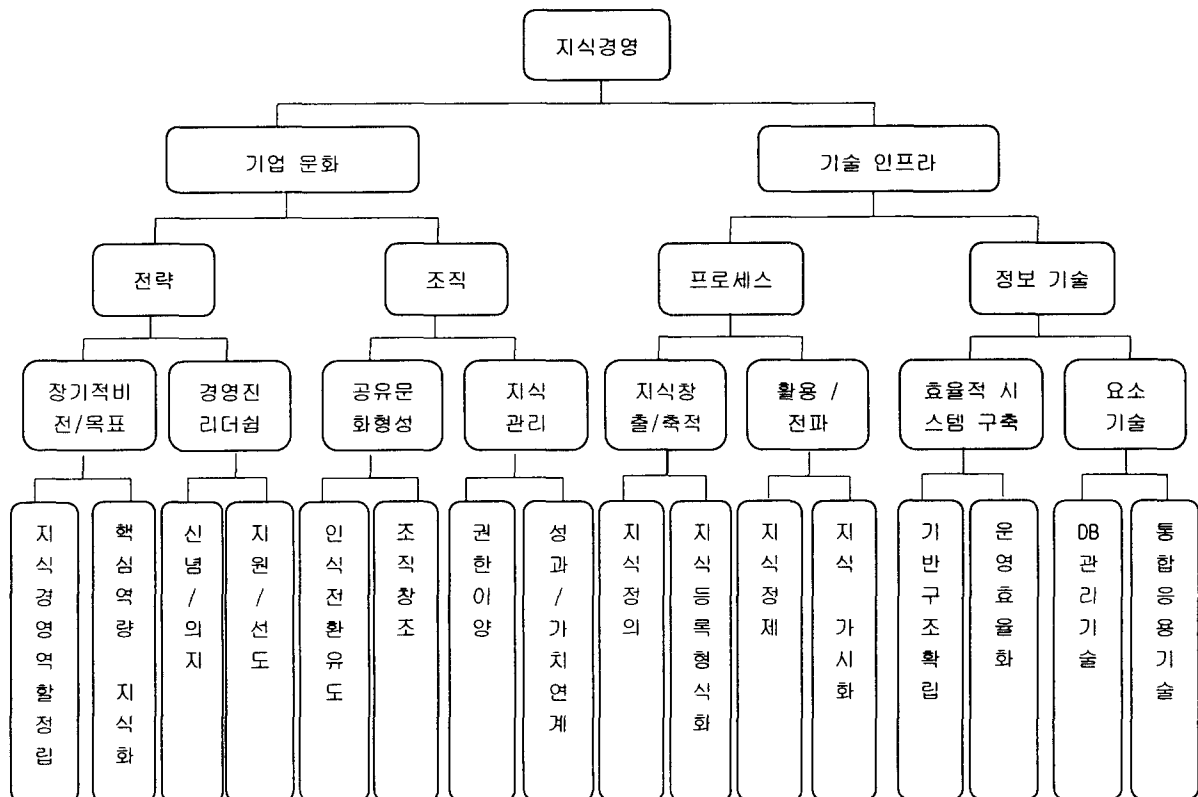 지식경영
기업 문화
기술 인프라
전략
조직
프로세스
정보 기술
장기적비
전/목표
경영진
리더쉽
공유문
화형성
지식
관리
지식창
출/축적
활용 /
전파
효율적 시
스템 구축
요소
기술
지식경영역할정립
핵심역량 지식화
신념/의지
지원/선도
인식전환유도
조직창조
권한이양
성과/가치연계
지식정의
지식등록형식화
지식정제
지식 가시화
기반구조확립
운영효율화
DB관리기술
통합응용기술